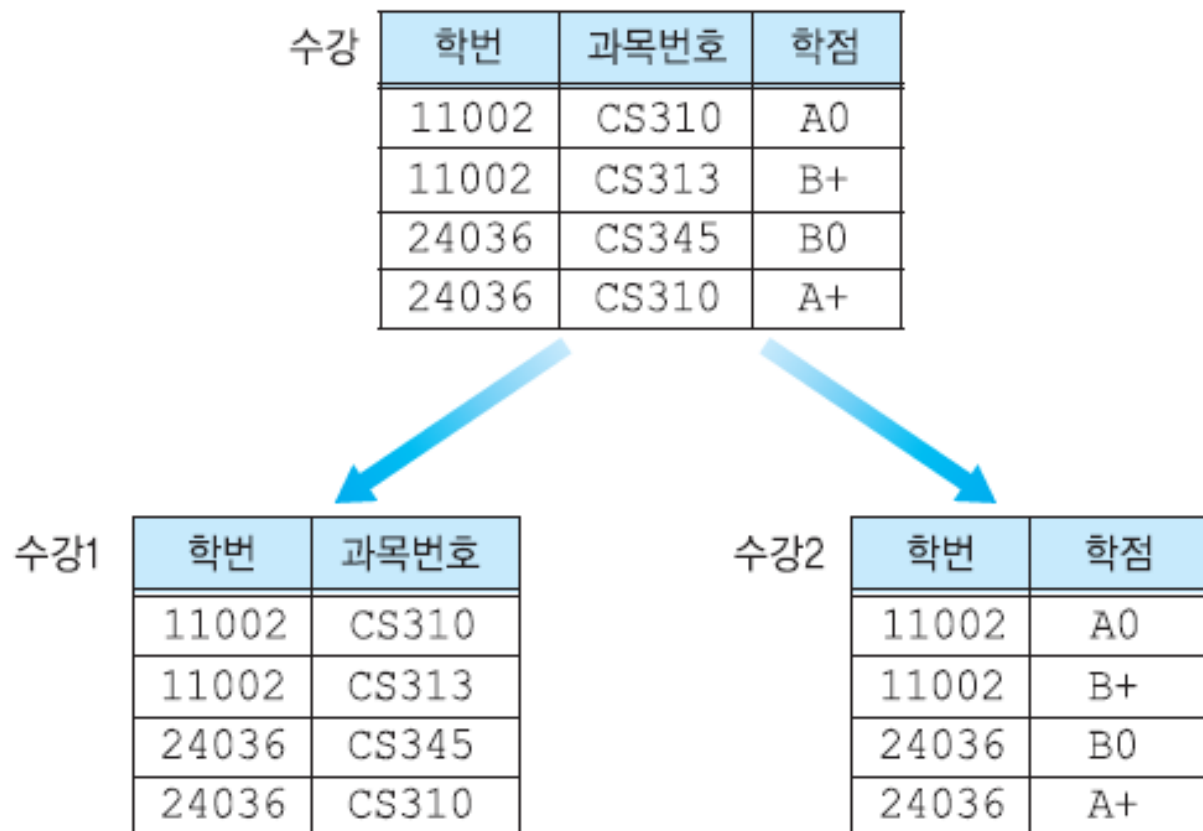 수강 학번 과목번호 학점
11002 CS310 A0
11002 CS313 B+
24036 CS345 B0
24036 CS310 A+
수강1 학번 과목번호
11002 CS310
11002 CS313
24036 CS345
24036 CS310
수강2 학번 학점
11002 A0
11002 B+
24036 B0
24036 A+